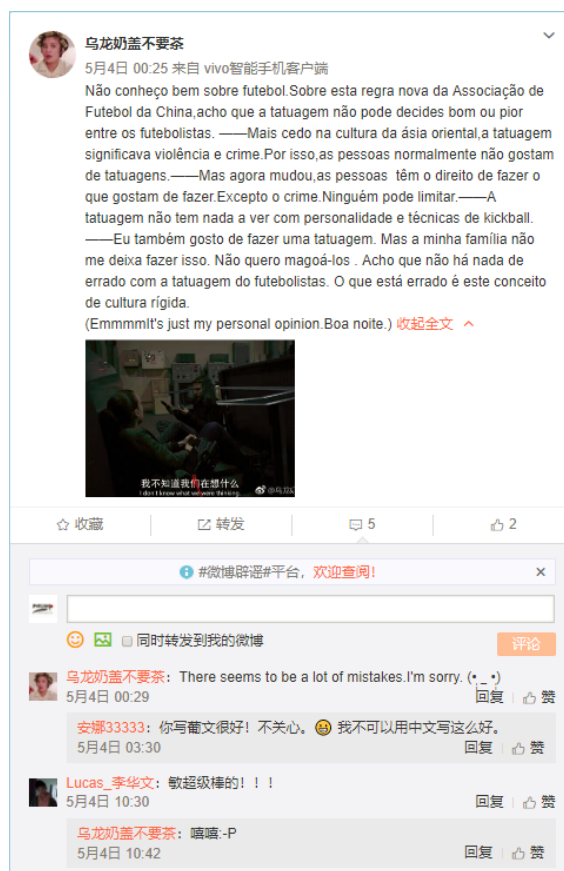 乌龙奶盖不要茶
5月4日 00:25 来自 vivo智能手机客户端
Não conheço bem sobre futebol.Sobre esta regra nova da Associação de
Futebol da China,acho que a tatuagem não pode decides bom ou pior
entre os futebolistas. ——Mais cedo na cultura da ásia oriental,a tatuagem
significava violência e crime.Por isso,as pessoas normalmente não gostam
de tatuagens.——Mas agora mudou,as pessoas  têm o direito de fazer o
que gostam de fazer.Excepto o crime.Ninguém pode limitar.——A
tatuagem não tem nada a ver com personalidade e técnicas de kickball.
——Eu também gosto de fazer uma tatuagem. Mas a minha família não
me deixa fazer isso. Não quero magoá-los . Acho que não há nada de
errado com a tatuagem do futebolistas. O que está errado é este conceito
de cultura rígida.
(EmmmmIt's just my personal opinion.Boa noite.) 收起全文
我不知道我们在想什么
I don't know what we were thinking.
收藏 转发 5 2
#微博辟谣#平台，欢迎查阅!
同时转发到我的微博 评论
乌龙奶盖不要茶：There seems to be a lot of mistakes.I'm sorry. (•̩̩_•̩̩)
5月4日 00:29 回复 赞
安娜33333：你写葡文很好！不关心。😄 我不可以用中文写这么好。
5月4日 03:30 回复 赞
Lucas_李华文：敏超级棒的！！！
5月4日 10:30 回复 赞
乌龙奶盖不要茶：嘻嘻:-P
5月4日 10:42 回复 赞